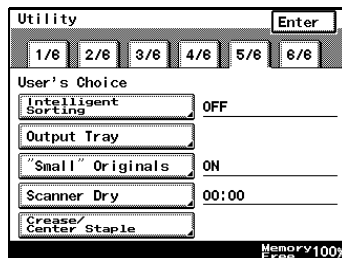 Utility
Enter
1/6 2/6 3/6 4/6 5/6 6/6
User's Choice
Intelligent
Sorting
OFF
Output Tray
"Small" Originals
ON
Scanner Dry
00:00
Crease/
Center Staple
Memory 100%
Free